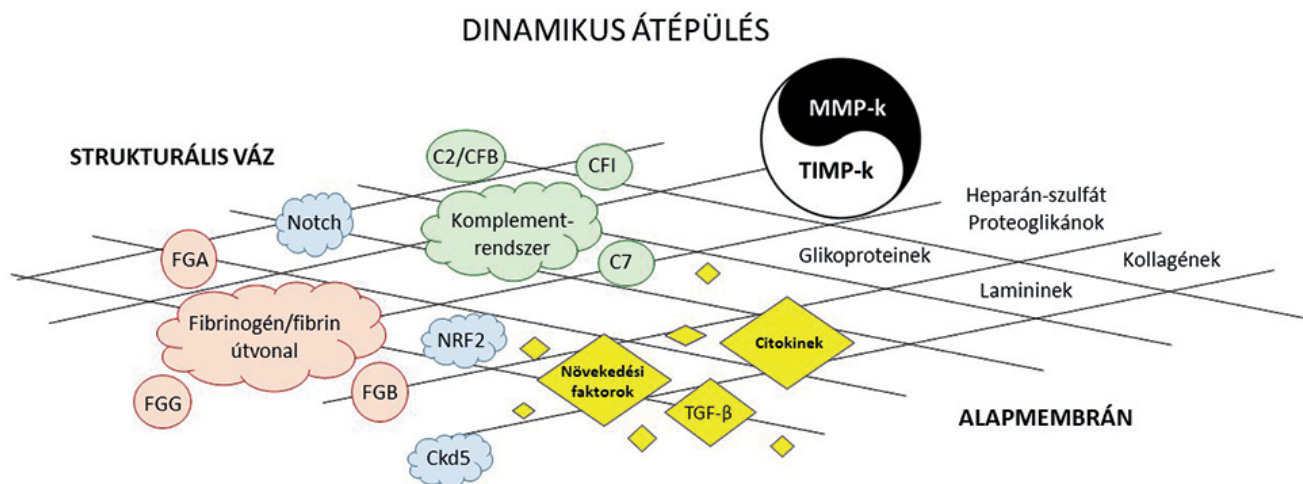 DINAMIKUS ÁTÉPÜLÉS
MMP-k
TIMP-k
STRUKTURÁLIS VÁZ
C2/CFB
CFI
Notch
Komplement-
rendszer
C7
Heparán-szulfát
Proteoglikánok
Glikoproteinek
Kollagének
Lamininek
FGA
Fibrinogén/fibrin
útvonal
NRF2
Citokinek
Növekedési
faktorok
TGF-β
FGG
FGB
Ckd5
ALAPMEMBRÁN